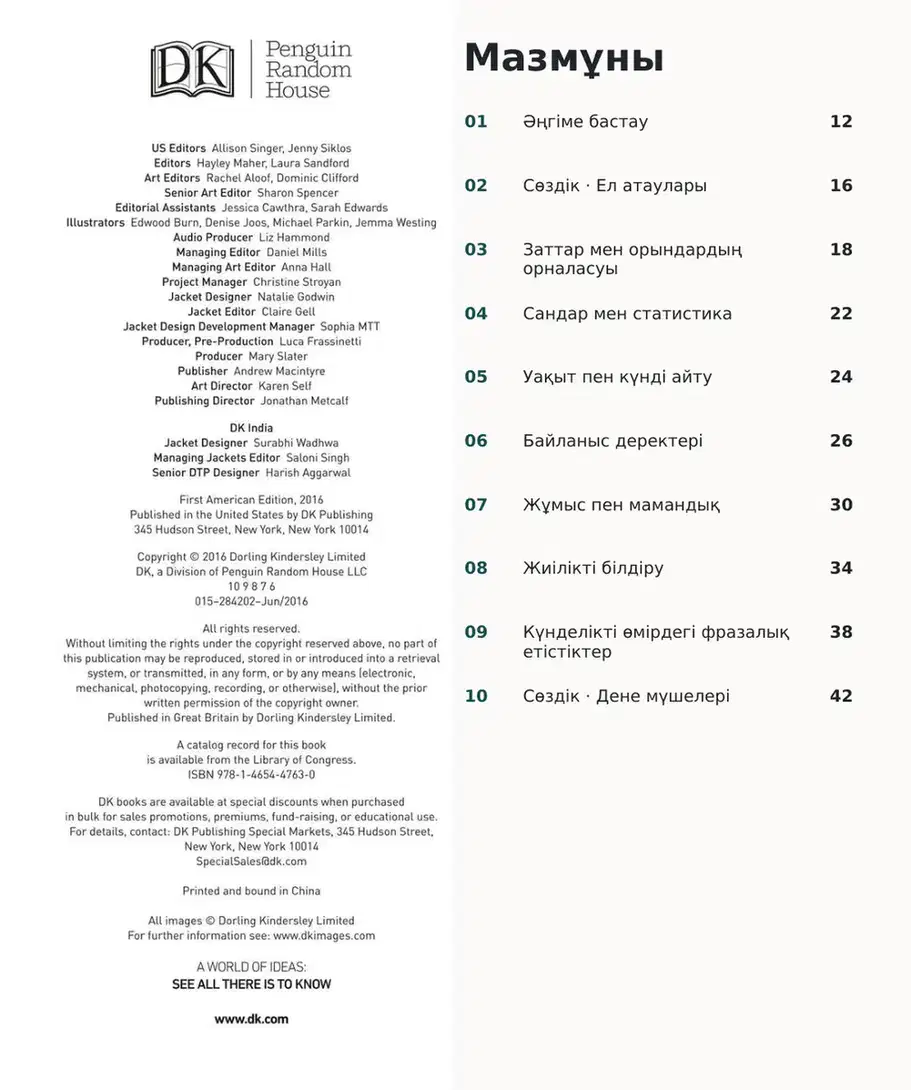 DK
Penguin
Random
House
US Editors Allison Singer, Jenny Siklos
Editors Hayley Maher, Laura Sandford
Art Editors Rachel Aloof, Dominic Clifford
Senior Art Editor Sharon Spencer
Editorial Assistants Jessica Cawthra, Sarah Edwards
Illustrators Edwood Burn, Denise Joos, Michael Parkin, Jemma Westing
Audio Producer Liz Hammond
Managing Editor Daniel Mills
Managing Art Editor Anna Hall
Project Manager Christine Stroyan
Jacket Designer Natalie Godwin
Jacket Editor Claire Gell
Jacket Design Development Manager Sophia MTT
Producer, Pre-Production Luca Frassinetti
Producer Mary Slater
Publisher Andrew Macintyre
Art Director Karen Self
Publishing Director Jonathan Metcalf
DK India
Jacket Designer Surabhi Wadhwa
Managing Jackets Editor Saloni Singh
Senior DTP Designer Harish Aggarwal
First American Edition, 2016
Published in the United States by DK Publishing
345 Hudson Street, New York, New York 10014
Copyright © 2016 Dorling Kindersley Limited
DK, a Division of Penguin Random House LLC
10 9 8 7 6
015–284202–Jun/2016
All rights reserved.
Without limiting the rights under the copyright reserved above, no part of
this publication may be reproduced, stored in or introduced into a retrieval
system, or transmitted, in any form, or by any means (electronic,
mechanical, photocopying, recording, or otherwise), without the prior
written permission of the copyright owner.
Published in Great Britain by Dorling Kindersley Limited.
A catalog record for this book
is available from the Library of Congress.
ISBN 978-1-4654-4763-0
DK books are available at special discounts when purchased
in bulk for sales promotions, premiums, fund-raising, or educational use.
For details, contact: DK Publishing Special Markets, 345 Hudson Street,
New York, New York 10014
SpecialSales@dk.com
Printed and bound in China
All images © Dorling Kindersley Limited
For further information see: www.dkimages.com
A WORLD OF IDEAS:
SEE ALL THERE IS TO KNOW
www.dk.com
Мазмұны
01 Әңгіме бастау 12
02 Сөздік · Ел атаулары 16
03 Заттар мен орындардың 18
орналасуы
04 Сандар мен статистика 22
05 Уақыт пен күнді айту 24
06 Байланыс деректері 26
07 Жұмыс пен мамандық 30
08 Жиілікті білдіру 34
09 Күнделікті өмірдегі фразалық 38
етістіктер
10 Сөздік · Дене мүшелері 42